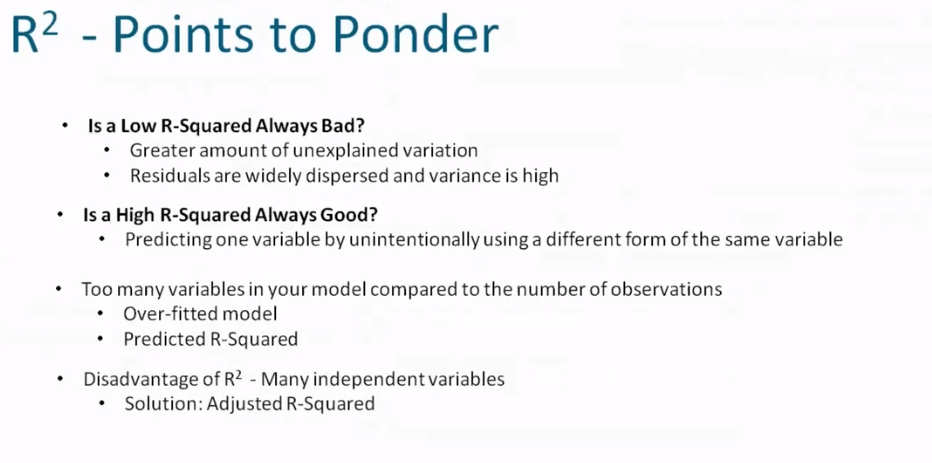 R² - Points to Ponder
• Is a Low R-Squared Always Bad?
• Greater amount of unexplained variation
• Residuals are widely dispersed and variance is high
• Is a High R-Squared Always Good?
• Predicting one variable by unintentionally using a different form of the same variable
• Too many variables in your model compared to the number of observations
• Over-fitted model
• Predicted R-Squared
• Disadvantage of R² - Many independent variables
• Solution: Adjusted R-Squared